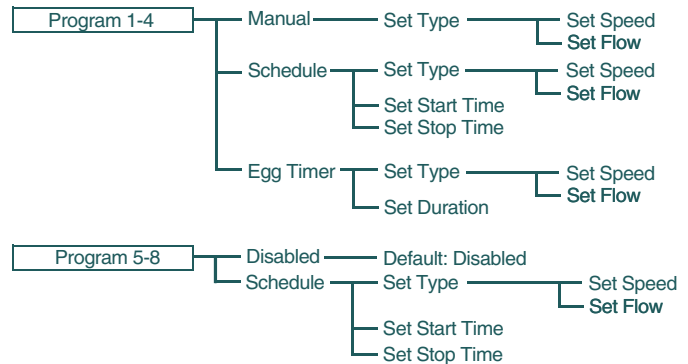 Program 1-4 Manual Set Type Set Speed
Set Flow
Schedule Set Type Set Speed
Set Flow
Set Start Time
Set Stop Time
Egg Timer Set Type Set Speed
Set Flow
Set Duration
Program 5-8 Disabled Default: Disabled
Schedule Set Type Set Speed
Set Flow
Set Start Time
Set Stop Time